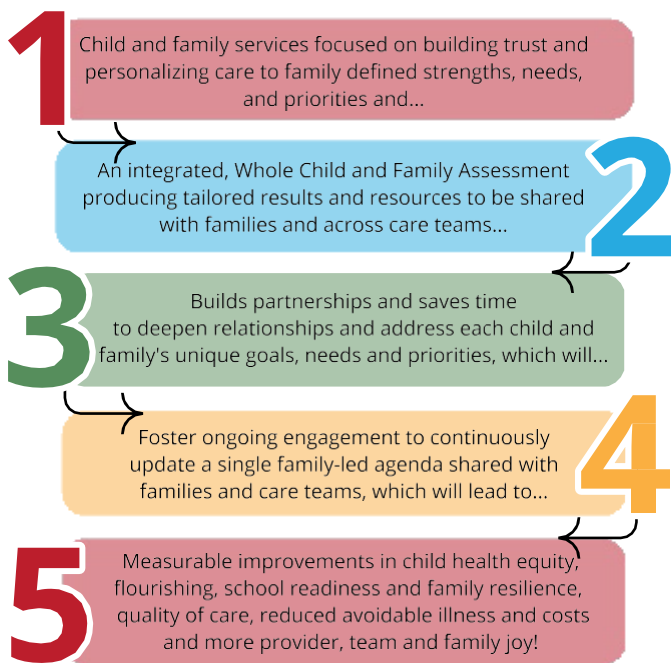 1
Child and family services focused on building trust and
personalizing care to family defined strengths, needs,
and priorities and...
2
An integrated, Whole Child and Family Assessment
producing tailored results and resources to be shared
with families and across care teams...
3
Builds partnerships and saves time
to deepen relationships and address each child and
family's unique goals, needs and priorities, which will...
4
Foster ongoing engagement to continuously
update a single family-led agenda shared with
families and care teams, which will lead to...
5
Measurable improvements in child health equity,
flourishing, school readiness and family resilience,
quality of care, reduced avoidable illness and costs
and more provider, team and family joy!